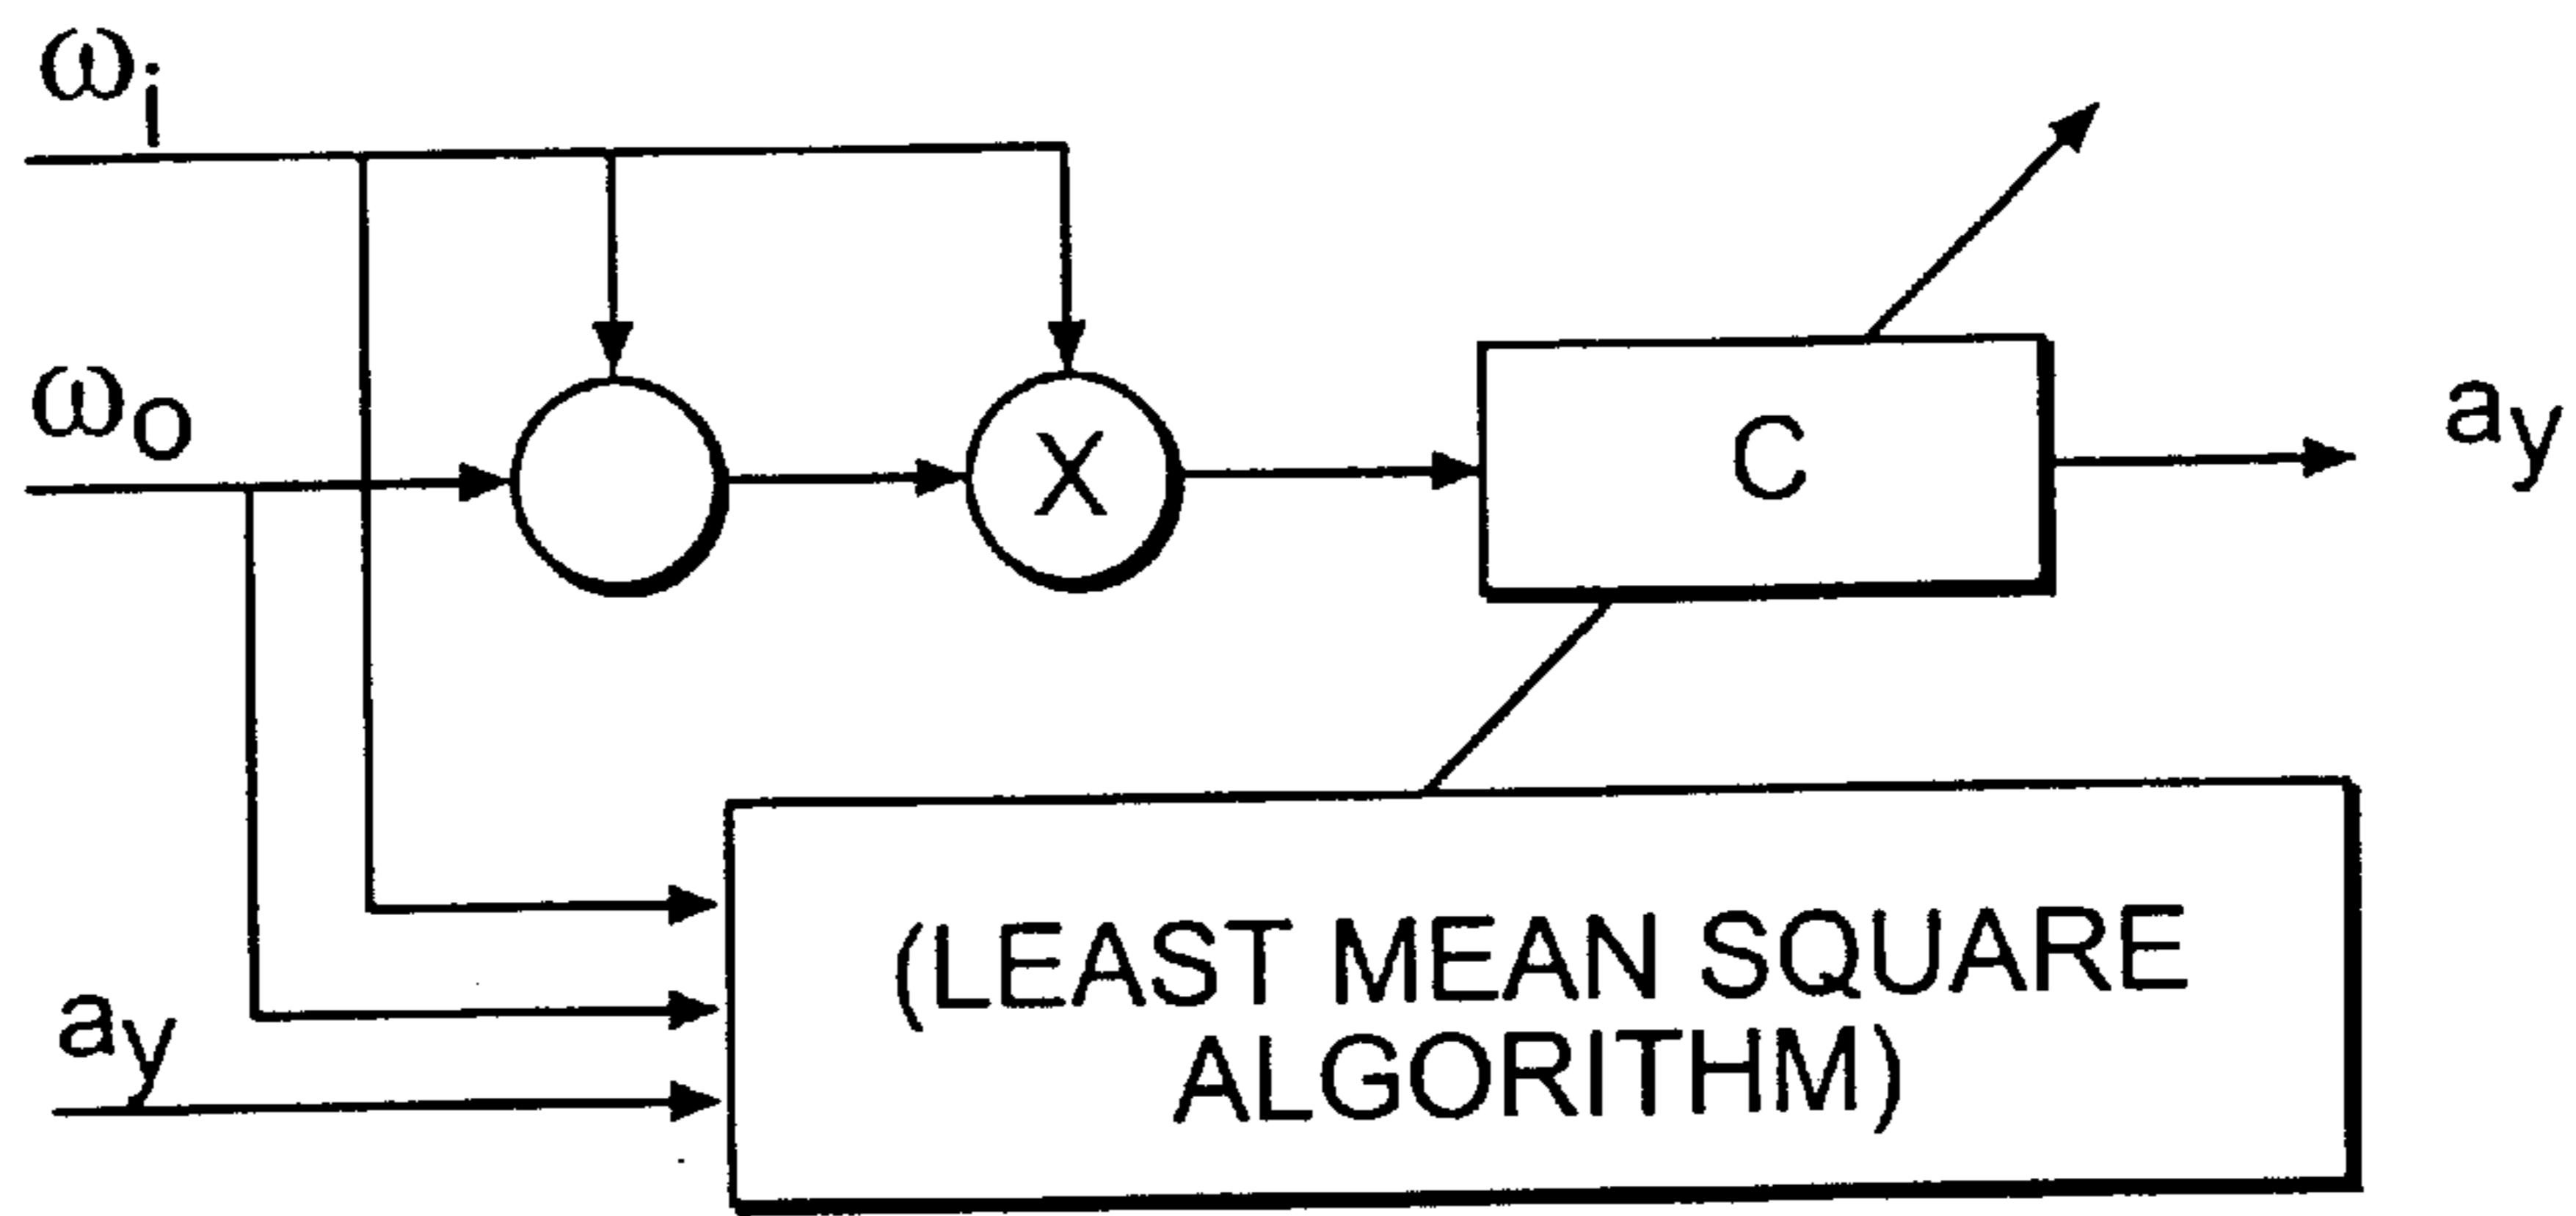 ωi
ωo
X
C
ay
ay
(LEAST MEAN SQUARE
ALGORITHM)